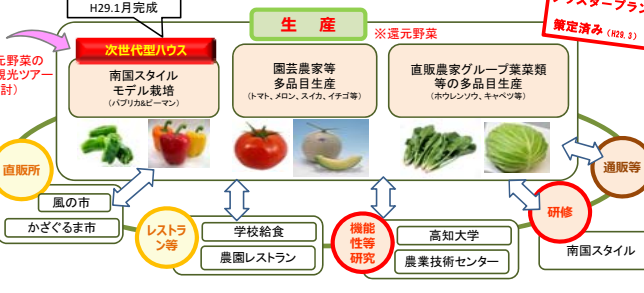 H29.1月完成
クラスタープラン
策定済み(H29.3)
生 産
※還元野菜
次世代型ハウス
元野菜の
観光ツアー
討)
南国スタイル
モデル栽培
(パプリカ&ピーマン)
園芸農家等
多品目生産
(トマト、メロン、スイカ、イチゴ等)
直販農家グループ葉菜類
等の多品目生産
(ホウレンソウ、キャベツ等)
直販所
通販等
風の市
かざぐるま市
レストラ
ン等
学校給食
農園レストラン
機能
性等
研究
高知大学
農業技術センター
研修
南国スタイル